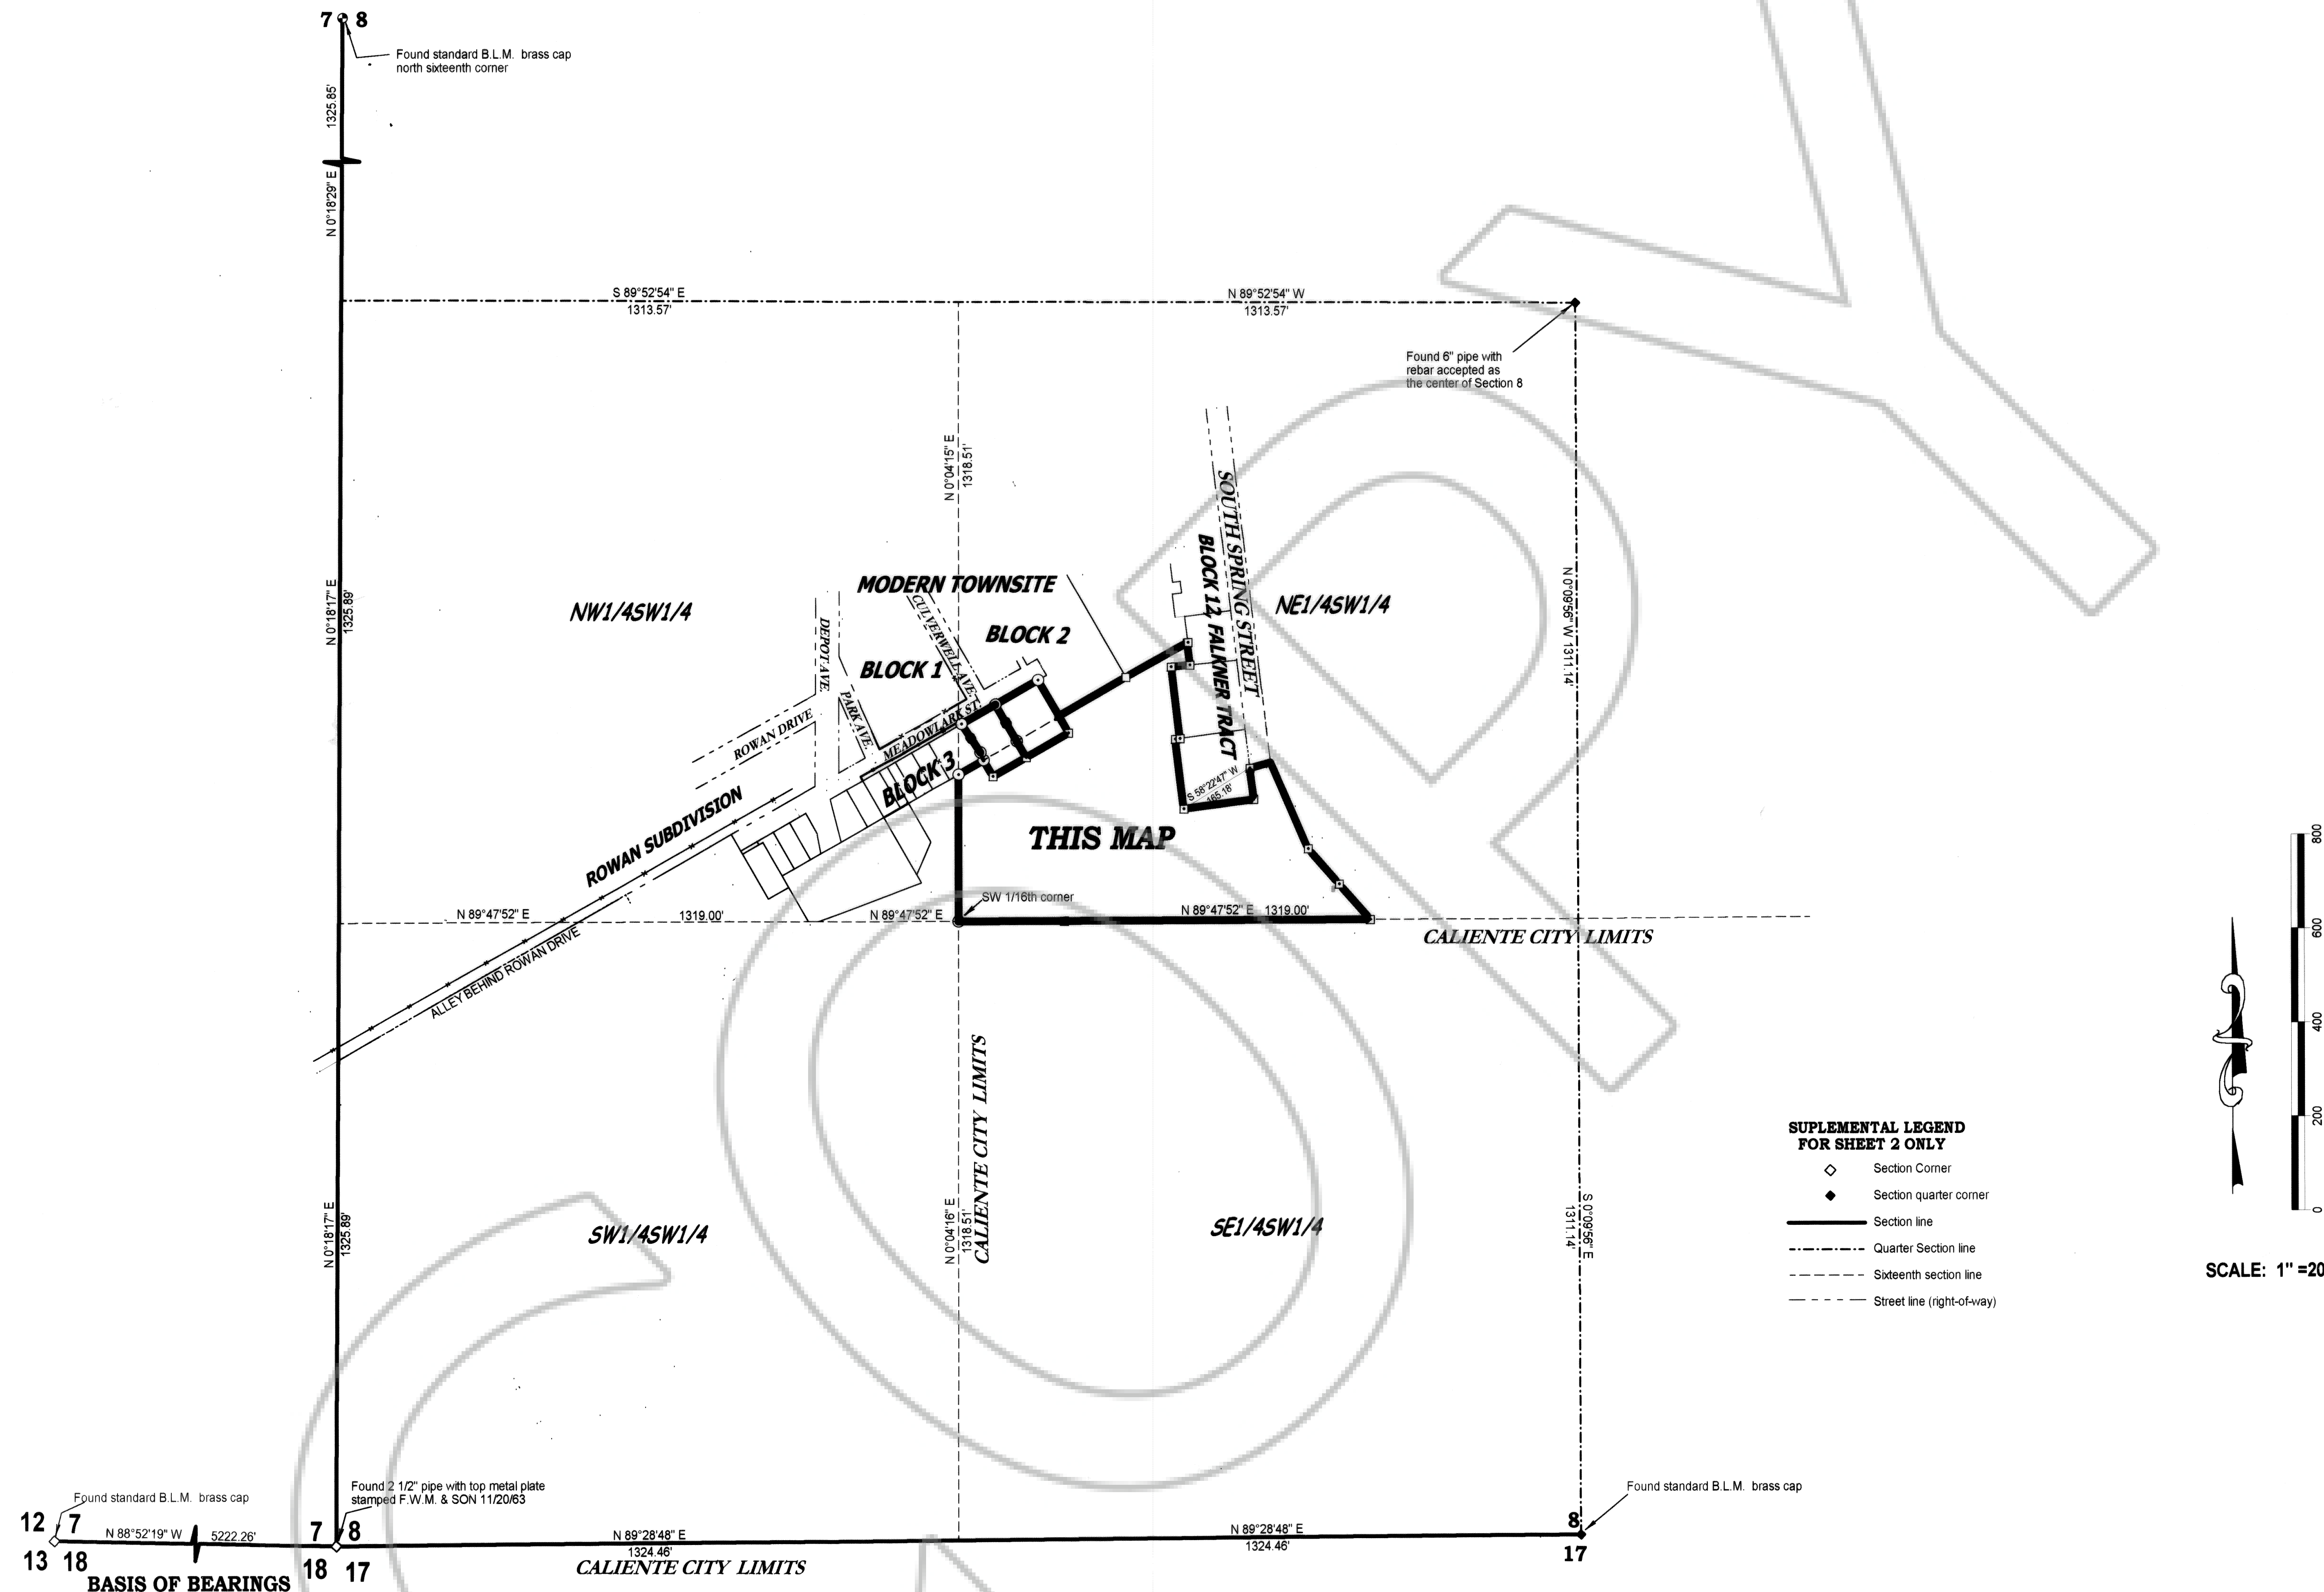 7 8
Found standard B.L.M. brass cap
north sixteenth corner
1325.85'
N 0°18'29" E
S 89°52'54" E
1313.57'
N 89°52'54" W
1313.57'
Found 6" pipe with
rebar accepted as
the center of Section 8
N 0°04'15" E
1318.51'
SOUTH SPRING STREET
BLOCK 12, FALKNER TRACT
N 0°18'17" E
1325.89'
NW1/4SW1/4
MODERN TOWNSITE
NE1/4SW1/4
N 0°09'56" W 1311.14'
CULVERWELL AVE.
BLOCK 2
DEPOT AVE.
BLOCK 1
PARK AVE.
ROWAN DRIVE
MEADOWLARK ST.
BLOCK 3
S 58°22'47" W
165.18'
ROWAN SUBDIVISION
THIS MAP
SW 1/16th corner
N 89°47'52" E
1319.00'
N 89°47'52" E
N 89°47'52" E 1319.00'
CALIENTE CITY LIMITS
ALLEY BEHIND ROWAN DRIVE
CALIENTE CITY LIMITS
N 0°18'17" E
1325.89'
SW1/4SW1/4
N 0°04'16" E
1318.51'
SE1/4SW1/4
S 0°09'56" E
1311.14'
SUPLEMENTAL LEGEND
FOR SHEET 2 ONLY
Section Corner
Section quarter corner
Section line
Quarter Section line
Sixteenth section line
Street line (right-of-way)
800
600
400
200
0
SCALE: 1" =20
Found standard B.L.M. brass cap
Found 2 1/2" pipe with top metal plate
stamped F.W.M. & SON 11/20/63
Found standard B.L.M. brass cap
12 7
13 18
N 88°52'19" W 5222.26'
7 8
18 17
N 89°28'48" E
1324.46'
N 89°28'48" E
1324.46'
8
17
CALIENTE CITY LIMITS
BASIS OF BEARINGS
COPY